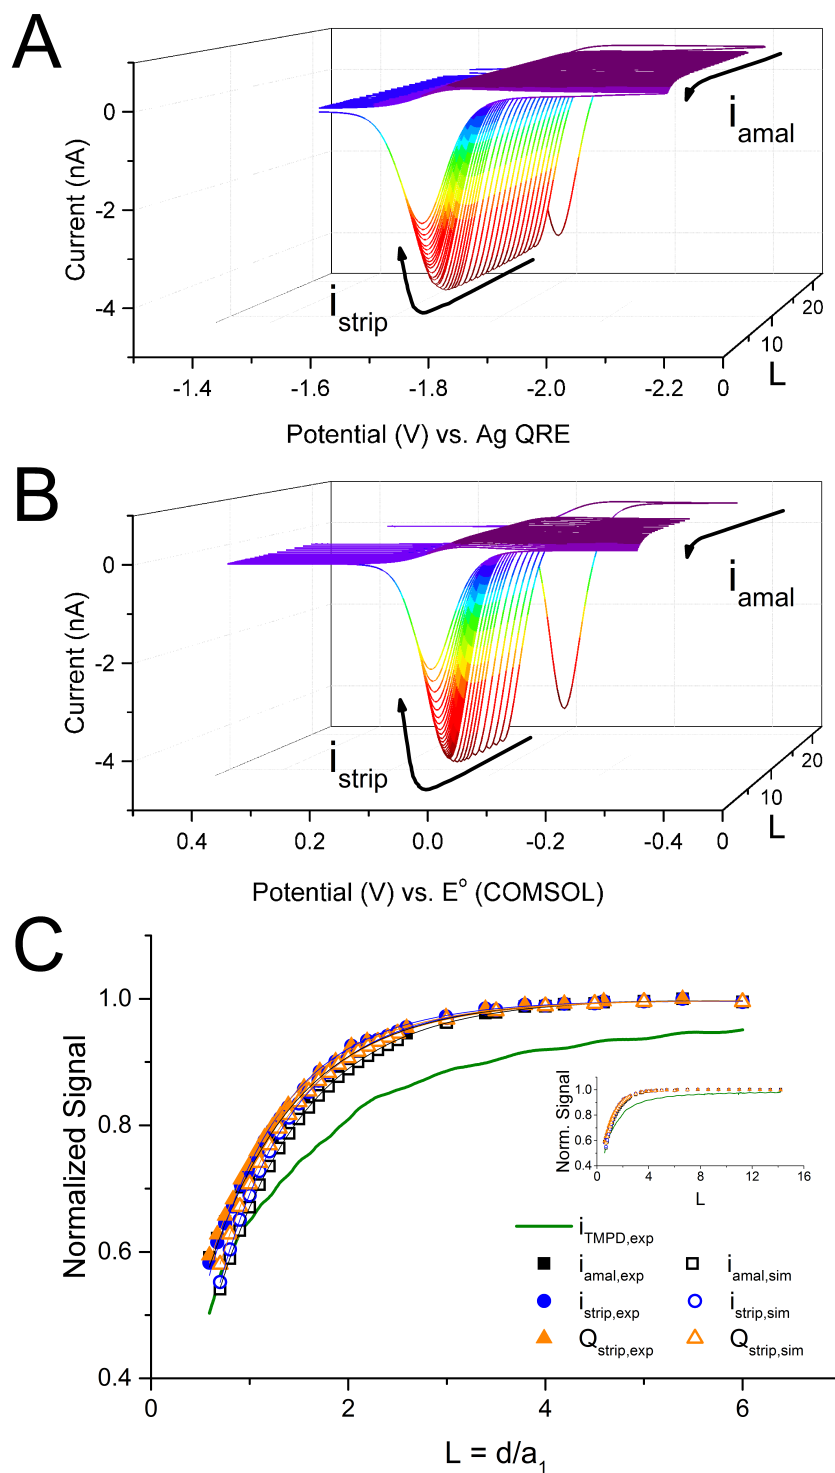 A
0
-2
-4
Current (nA)
i_amal
i_strip
20
10
L
-1.4 -1.6 -1.8 -2.0 -2.2 0
Potential (V) vs. Ag QRE
B
0
-2
-4
Current (nA)
i_amal
i_strip
20
10
L
0.4 0.2 0.0 -0.2 -0.4 0
Potential (V) vs. E° (COMSOL)
C
1.0
0.8
0.6
0.4
Normalized Signal
1.0
0.8
0.6
0.4
Norm. Signal
0 4 8 12 16
L
i_TMPD,exp
i_amal,exp i_amal,sim
i_strip,exp i_strip,sim
Q_strip,exp Q_strip,sim
0 2 4 6
L = d/a_1